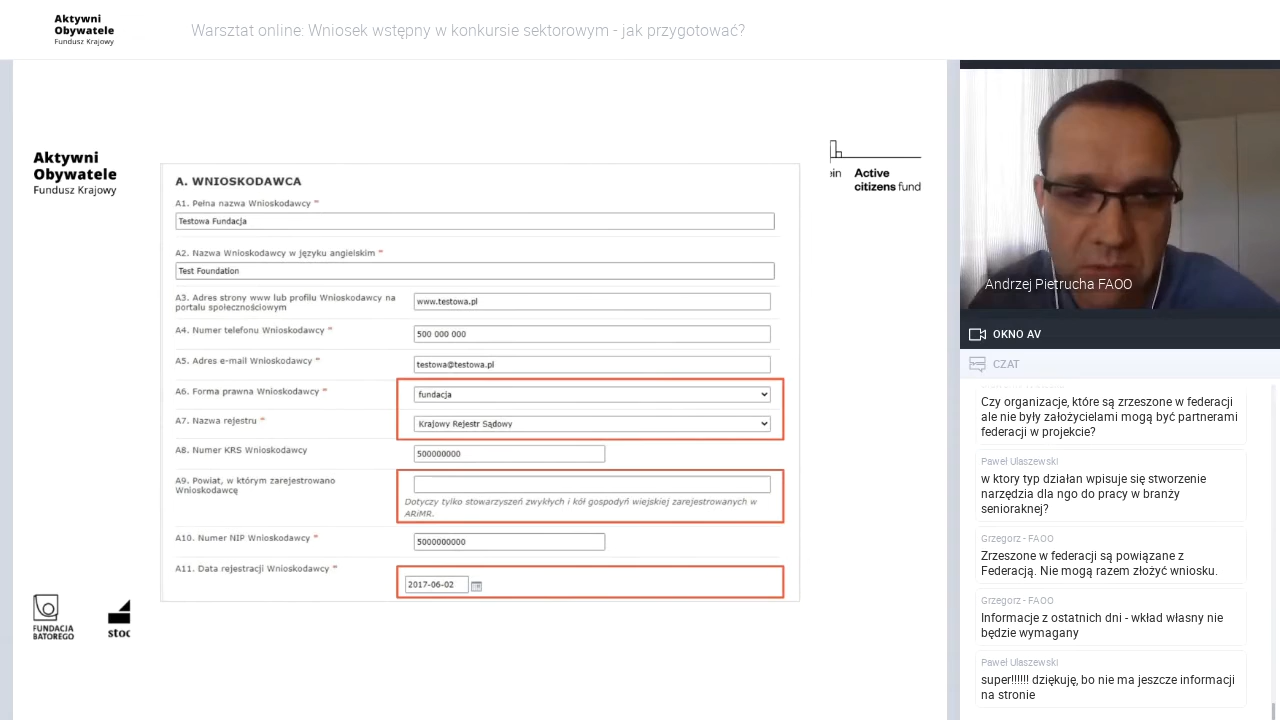 Aktywni
Obywatele
Fundusz Krajowy
Warsztat online: Wniosek wstępny w konkursie sektorowym - jak przygotować?
Aktywni
Obywatele
Fundusz Krajowy
ein
Active
citizens fund
A. WNIOSKODAWCA
A1. Pełna nazwa Wnioskodawcy *
Testowa Fundacja
A2. Nazwa Wnioskodawcy w języku angielskim *
Test Foundation
A3. Adres strony www lub profilu Wnioskodawcy na
portalu społecznościowym
www.testowa.pl
A4. Numer telefonu Wnioskodawcy *
500 000 000
A5. Adres e-mail Wnioskodawcy *
testowa@testowa.pl
A6. Forma prawna Wnioskodawcy *
fundacja
A7. Nazwa rejestru *
Krajowy Rejestr Sądowy
A8. Numer KRS Wnioskodawcy
500000000
A9. Powiat, w którym zarejestrowano
Wnioskodawcę
Dotyczy tylko stowarzyszeń zwykłych i kół gospodyń wiejskiej zarejestrowanych w
ARiMR.
A10. Numer NIP Wnioskodawcy *
5000000000
A11. Data rejestracji Wnioskodawcy *
2017-06-02
FUNDACJA
BATOREGO
stoc
Andrzej Pietrucha FAOO
OKNO AV
CZAT
Czy organizacje, które są zrzeszone w federacji
ale nie były założycielami mogą być partnerami
federacji w projekcie?
Paweł Ulaszewski
w ktory typ działan wpisuje się stworzenie
narzędzia dla ngo do pracy w branży
senioraknej?
Grzegorz - FAOO
Zrzeszone w federacji są powiązane z
Federacją. Nie mogą razem złożyć wniosku.
Grzegorz - FAOO
Informacje z ostatnich dni - wkład własny nie
będzie wymagany
Paweł Ulaszewski
super!!!!!! dziękuję, bo nie ma jeszcze informacji
na stronie